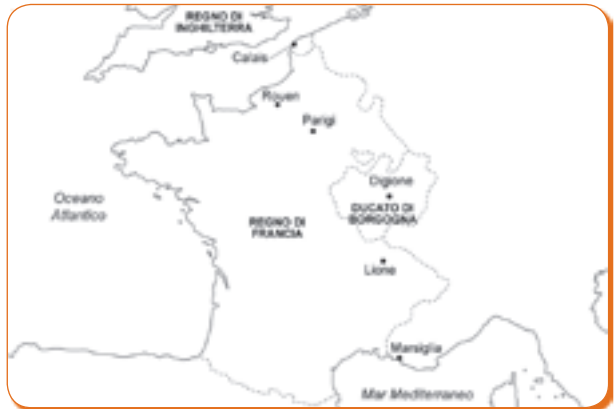 REGNO DI
INGHILTERRA
Calais
Rouen
Parigi
Digione
DUCATO DI
BORGOGNA
Oceano
Atlantico
REGNO DI
FRANCIA
Lione
Marsiglia
Mar Mediterraneo